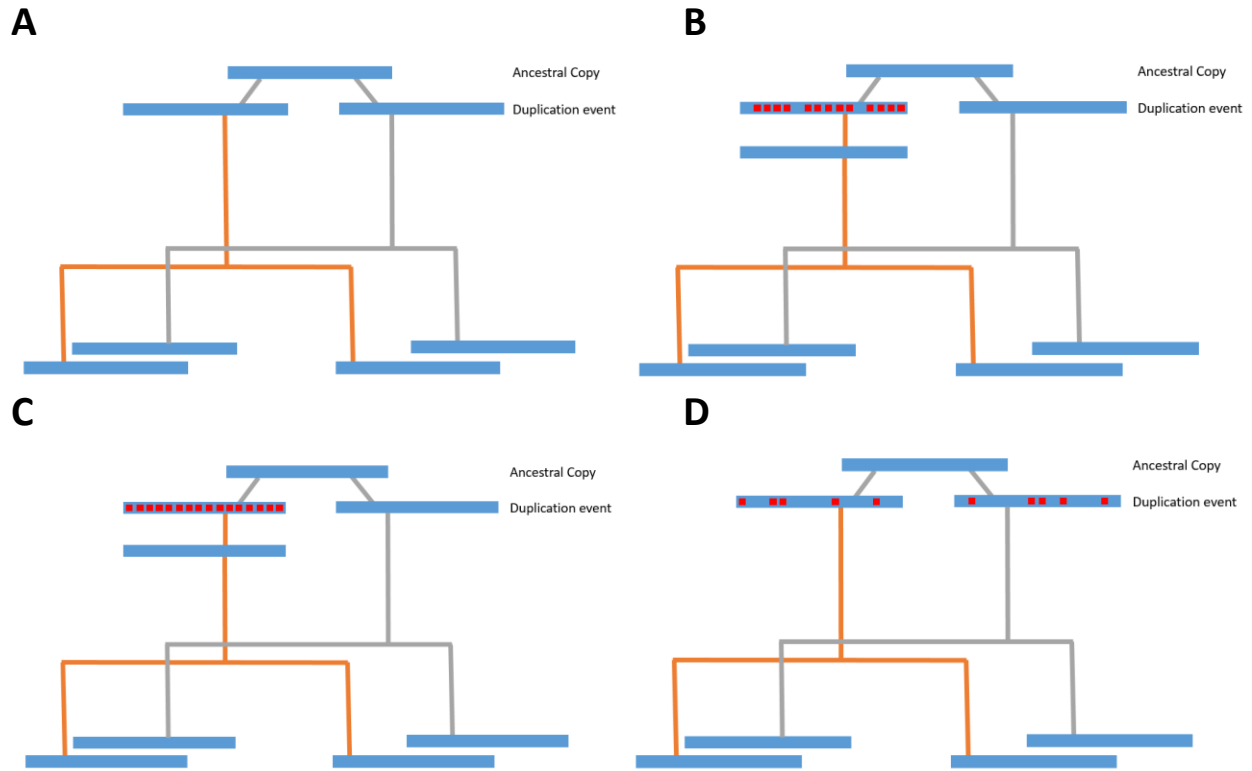 A
Ancestral Copy
Duplication event
B
Ancestral Copy
Duplication event
C
Ancestral Copy
Duplication event
D
Ancestral Copy
Duplication event